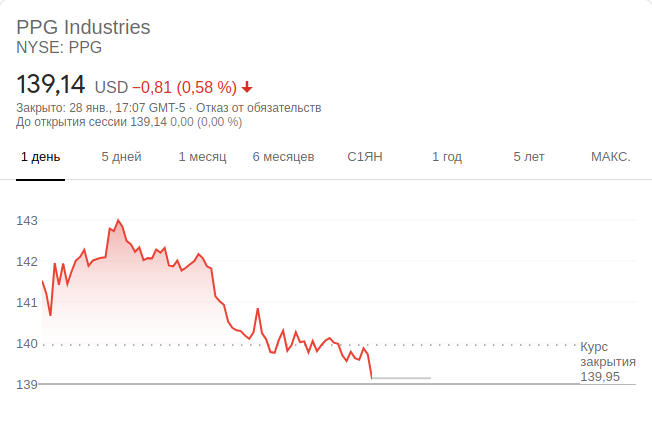 PPG Industries
NYSE: PPG
139,14 USD −0,81 (0,58 %)
Закрыто: 28 янв., 17:07 GMT-5 · Отказ от обязательств
До открытия сессии 139,14 0,00 (0,00 %)
1 день 5 дней 1 месяц 6 месяцев С1ЯН 1 год 5 лет МАКС.
143
142
141
140
Курс
закрытия
139,95
139